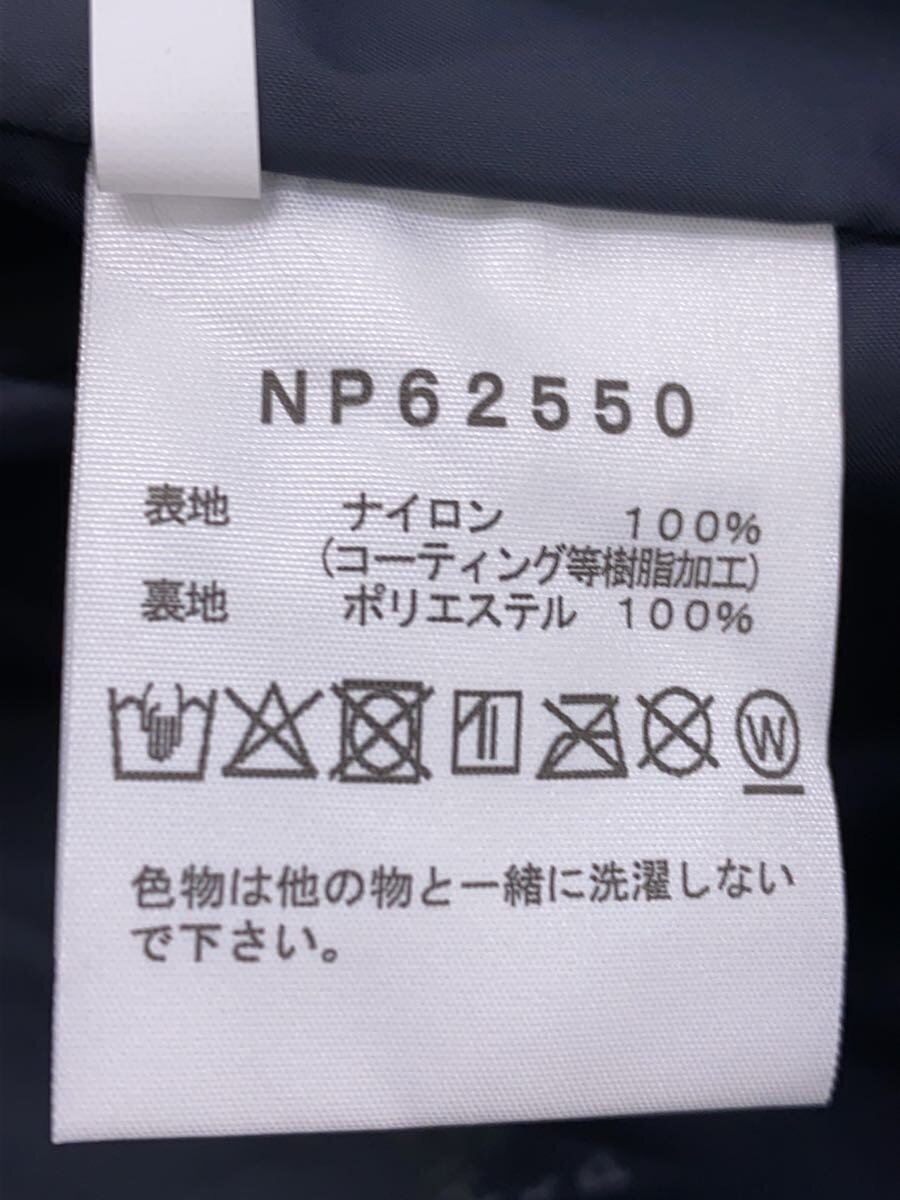 NP62550
表地 ナイロン 100%
(コーティング等樹脂加工)
裏地 ポリエステル 100%
W
色物は他の物と一緒に洗濯しない
で下さい。